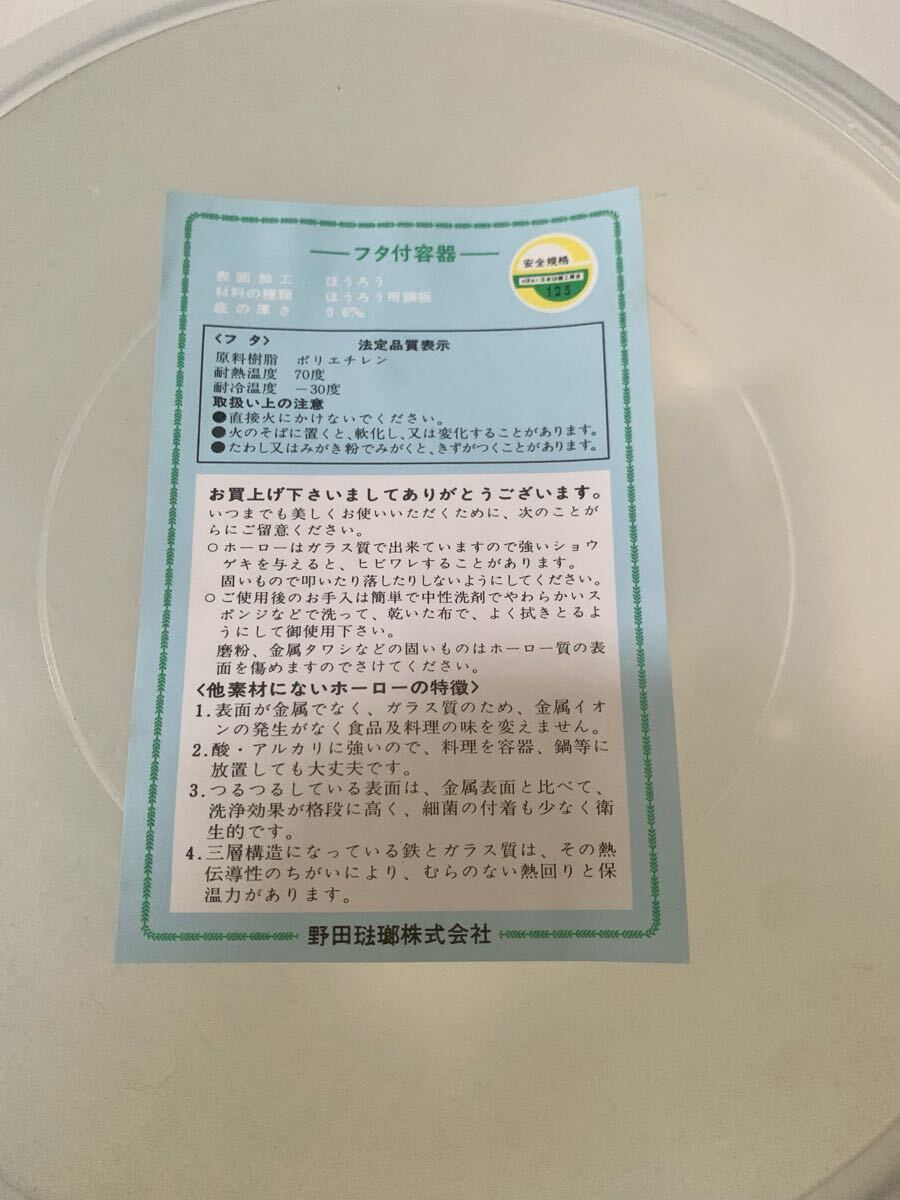 フタ付容器
安全規格
125
表面加工 ほうろう
材料の種類 ほうろう用鋼板
底の厚さ 0.6㎜
〈フタ〉 法定品質表示
原料樹脂 ポリエチレン
耐熱温度 70度
耐冷温度 −30度
取扱い上の注意
●直接火にかけないでください。
●火のそばに置くと、軟化し、又は変化することがあります。
●たわし又はみがき粉でみがくと、きずがつくことがあります。
お買上げ下さいましてありがとうございます。
いつまでも美しくお使いいただくために、次のことが
らにご留意ください。
○ホーローはガラス質で出来ていますので強いショウ
ゲキを与えると、ヒビワレすることがあります。
固いもので叩いたり落したりしないようにしてください。
○ご使用後のお手入は簡単で中性洗剤でやわらかいス
ポンジなどで洗って、乾いた布で、よく拭きとるよ
うにして御使用下さい。
磨粉、金属タワシなどの固いものはホーロー質の表
面を傷めますのでさけてください。
〈他素材にないホーローの特徴〉
1.表面が金属でなく、ガラス質のため、金属イオ
ンの発生がなく食品及料理の味を変えません。
2.酸・アルカリに強いので、料理を容器、鍋等に
放置しても大丈夫です。
3.つるつるしている表面は、金属表面と比べて、
洗浄効果が格段に高く、細菌の付着も少なく衛
生的です。
4.三層構造になっている鉄とガラス質は、その熱
伝導性のちがいにより、むらのない熱回りと保
温力があります。
野田琺瑯株式会社